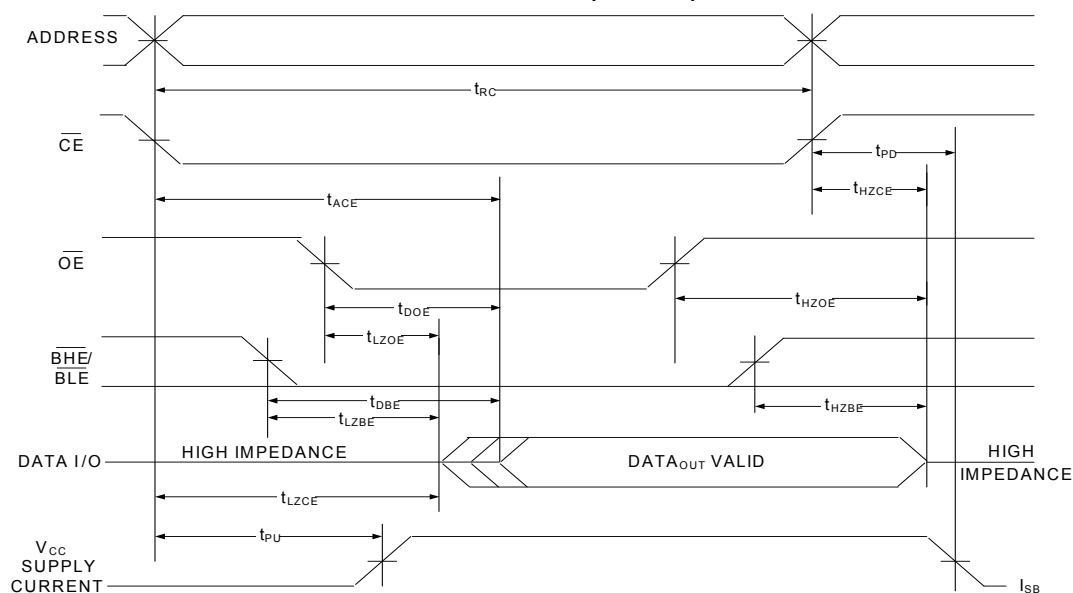 ADDRESS
tRC
CE
tPD
tHZCE
tACE
OE
tDOE
tHZOE
tLZOE
BHE/
BLE
tDBE
tHZBE
tLZBE
DATA I/O
HIGH IMPEDANCE
DATAOUT VALID
HIGH
IMPEDANCE
tLZCE
tPU
VCC
SUPPLY
CURRENT
ISB